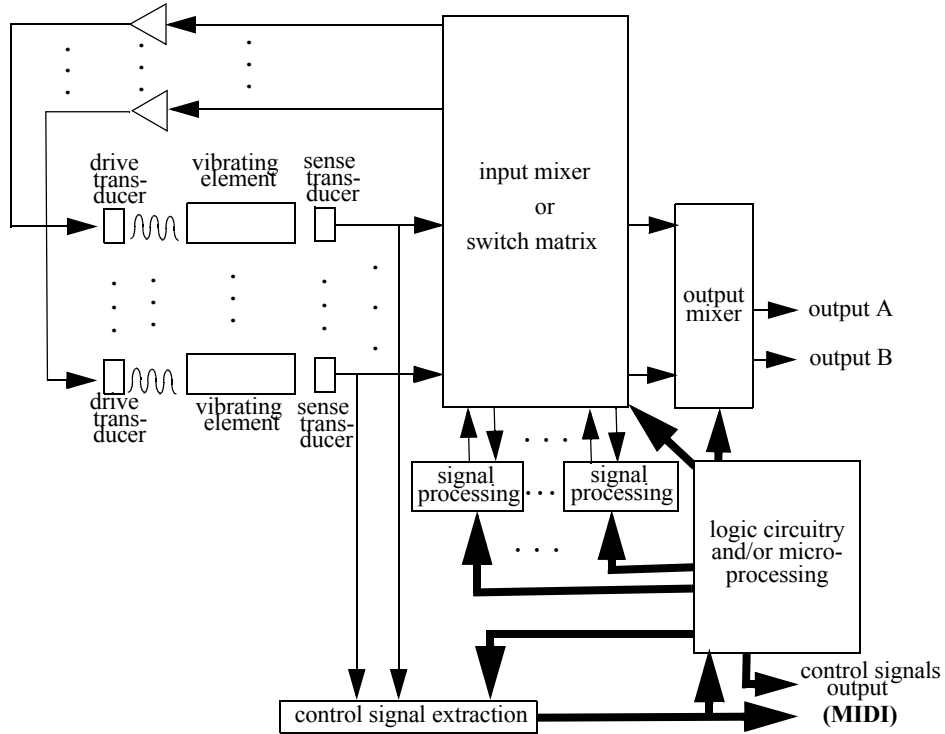 drive
trans-
ducer
vibrating
element
sense
trans-
ducer
input mixer
or
switch matrix
output
mixer
output A
output B
drive
trans-
ducer
vibrating
element
sense
trans-
ducer
signal
processing
signal
processing
logic circuitry
and/or micro-
processing
control signals
output
(MIDI)
control signal extraction